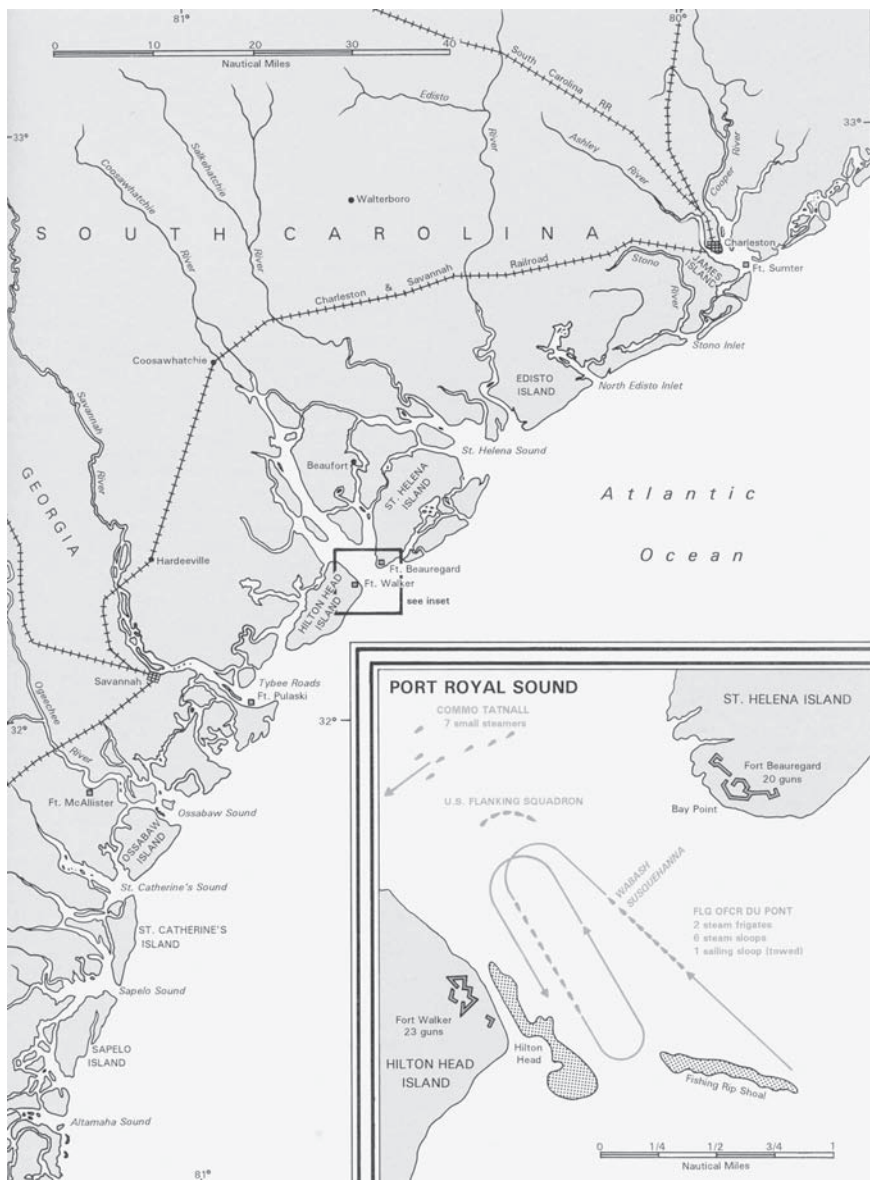 81°
80°
0 10 20 30 40
Nautical Miles
South Carolina RR
Edisto River
33°
33°
Ashley River
Cooper River
Salkehatchie
River
Coosawhatchie River
Walterboro
SOUTH CAROLINA
Charleston
JAMES ISLAND
Ft. Sumter
Charleston & Savannah Railroad
Stono River
Stono Inlet
Coosawhatchie
EDISTO
ISLAND
North Edisto Inlet
Savannah River
St. Helena Sound
Beaufort
ST. HELENA
ISLAND
Atlantic
Ocean
GEORGIA
Hardeeville
Ft. Beauregard
Ft. Walker
HILTON HEAD
ISLAND
see inset
Savannah
Tybee Roads
Ft. Pulaski
Ogeechee River
32°
32°
Ft. McAllister
Ossabaw Sound
OSSABAW
ISLAND
St. Catherine's Sound
ST. CATHERINE'S
ISLAND
Sapelo Sound
SAPELO
ISLAND
Altamaha Sound
81°
PORT ROYAL SOUND
COMMO TATNALL
7 small steamers
ST. HELENA ISLAND
Fort Beauregard
20 guns
Bay Point
U.S. FLANKING SQUADRON
WABASH
SUSQUEHANNA
FLG OFCR DU PONT
2 steam frigates
6 steam sloops
1 sailing sloop (towed)
Fort Walker
23 guns
HILTON HEAD
ISLAND
Hilton
Head
Fishing Rip Shoal
0 1/4 1/2 3/4 1
Nautical Miles